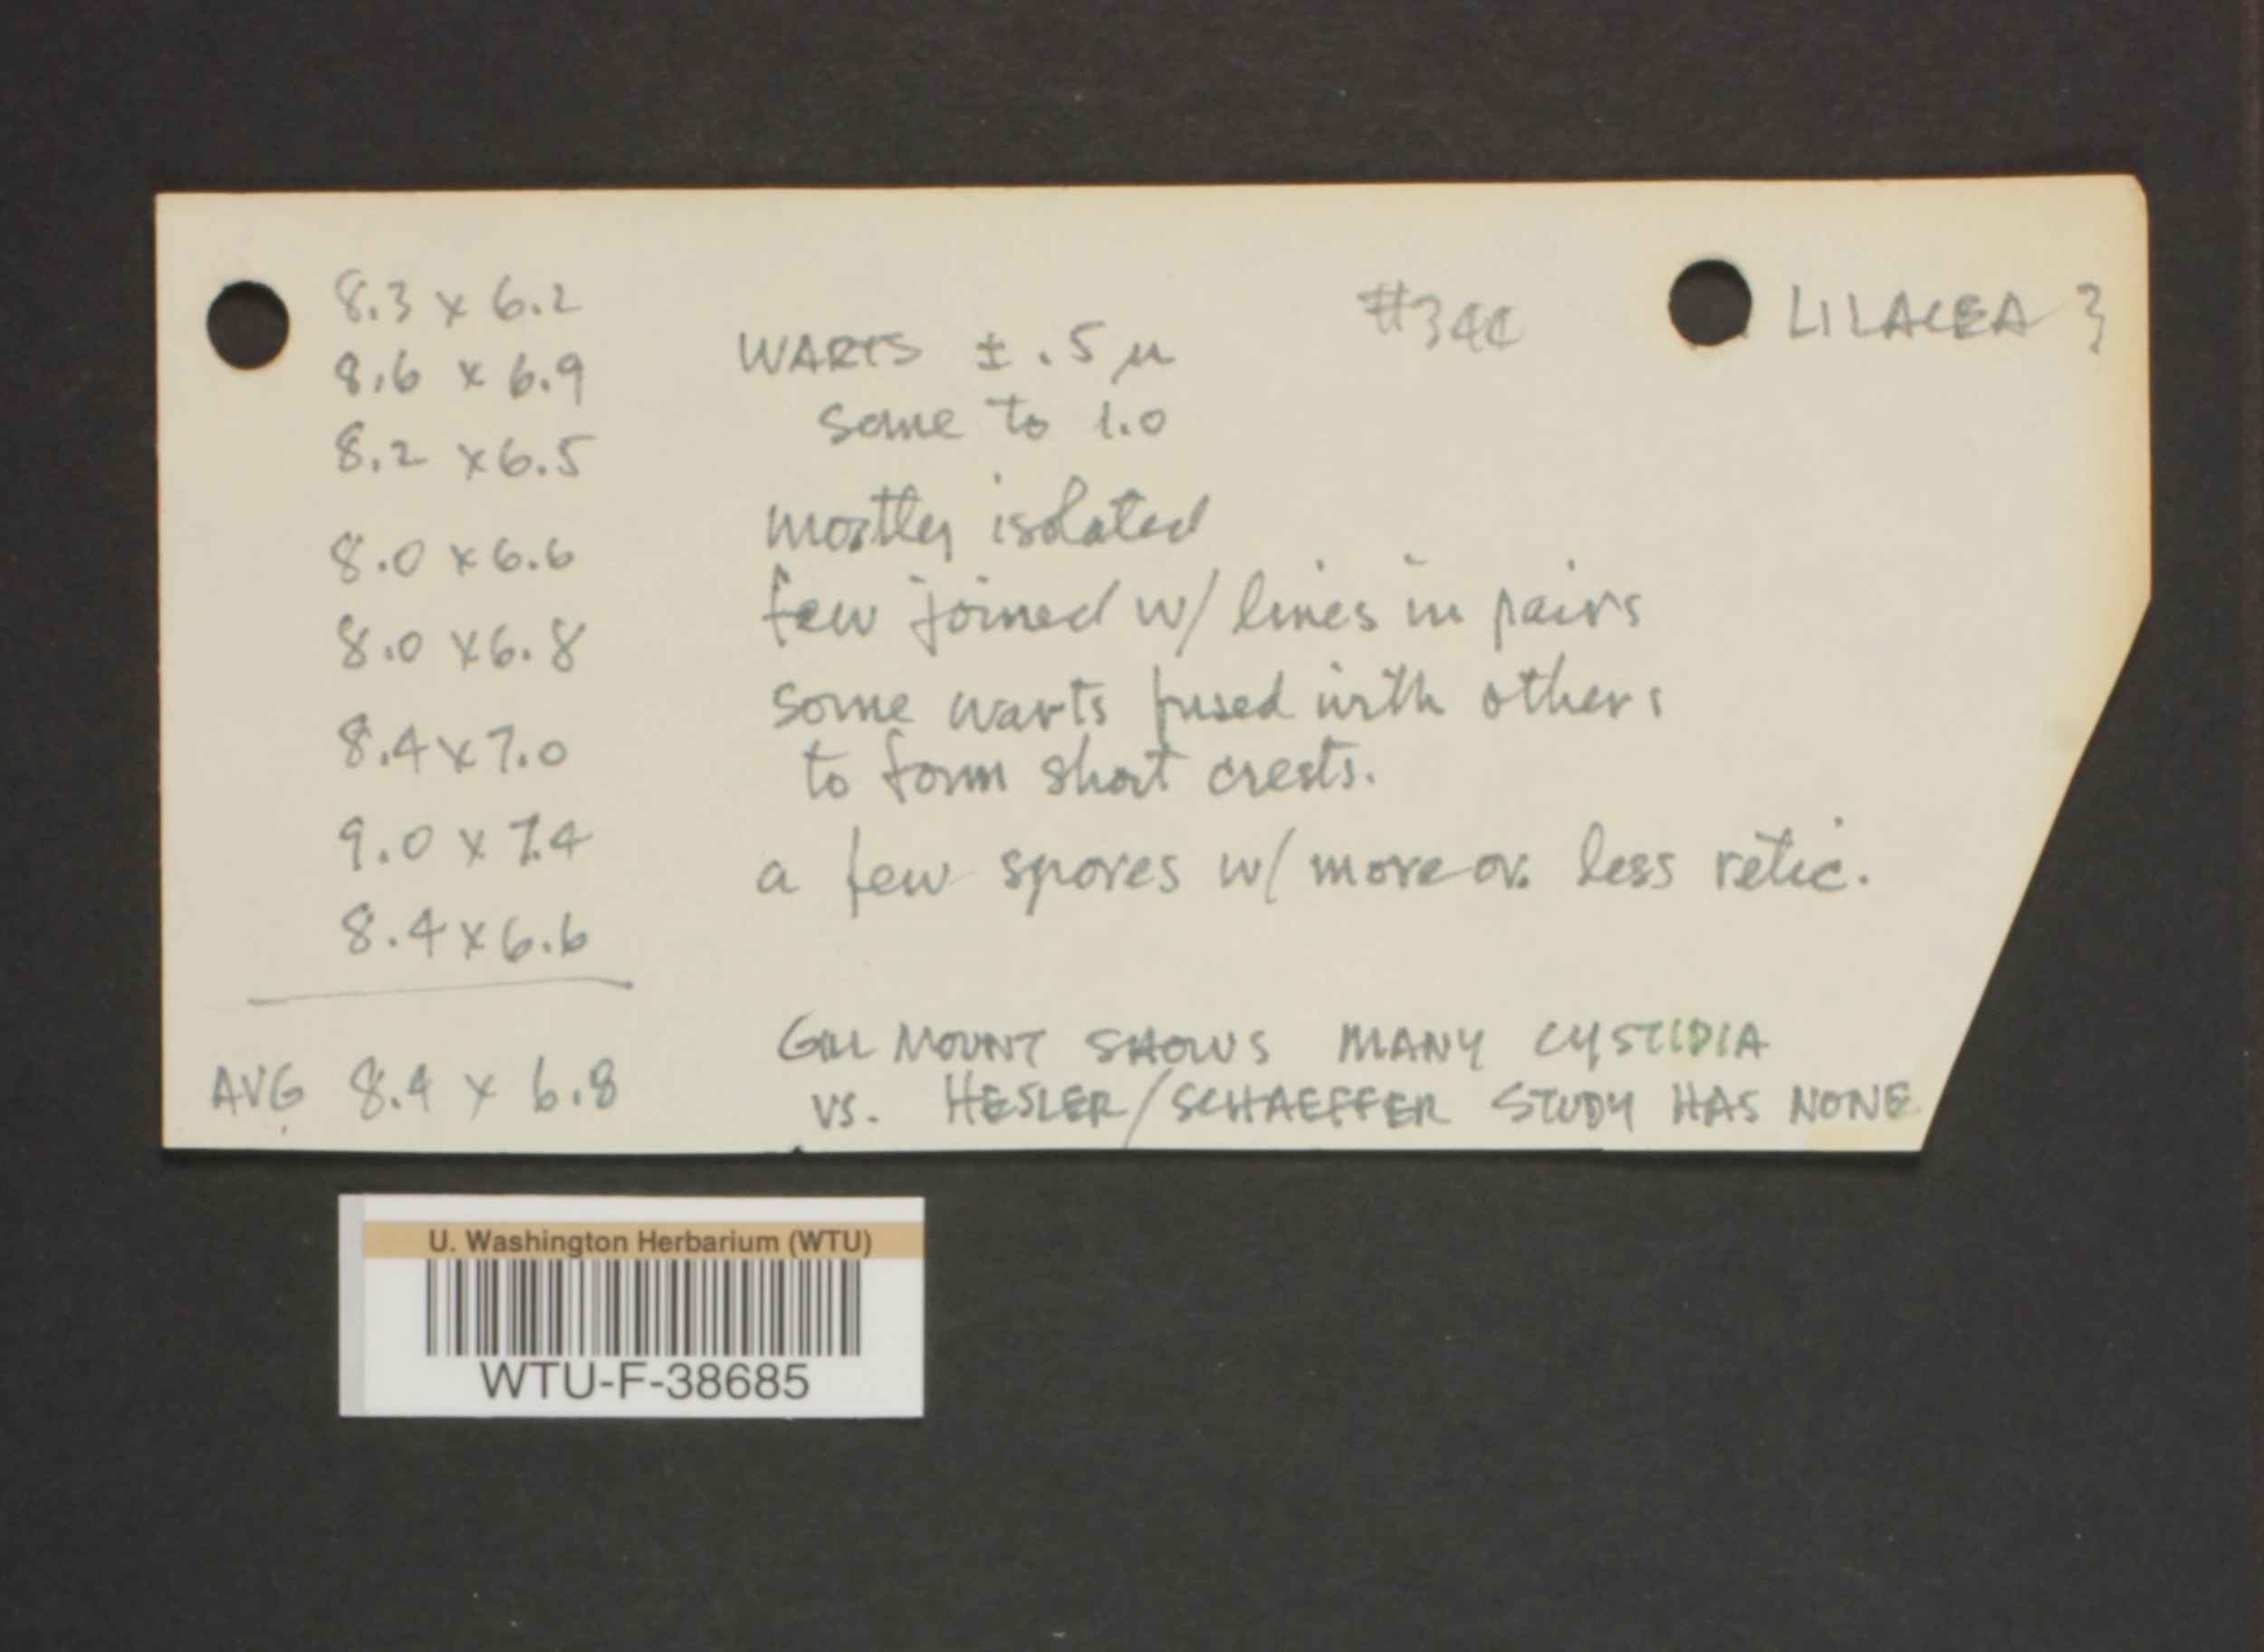 8.3 x 6.2
8.6 x 6.9
8.2 x 6.5
8.0 x 6.6
8.0 x 6.8
8.4 x 7.0
9.0 x 7.4
8.4 x 6.6
AVG 8.4 x 6.8
LILACEA ?
WARTS ± .5 µ
some to 1.0
mostly isolated
few joined w/ lines in pairs
some warts fused with others
to form short crests.
a few spores w/ more or less retic.
GILL MOUNT SHOWS MANY CYSTIDIA
VS. HESLER/SCHAEFFER STUDY HAS NONE
U. Washington Herbarium (WTU)
WTU-F-38685